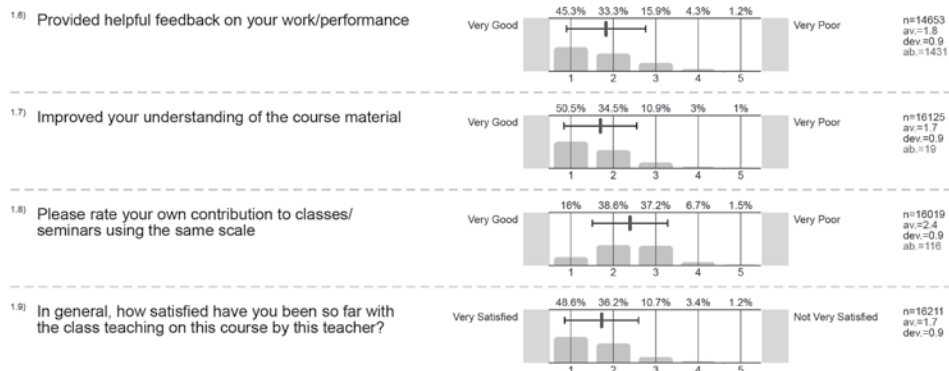 1.6) Provided helpful feedback on your work/performance
Very Good
45.3% 33.3% 15.9% 4.3% 1.2%
1 2 3 4 5
Very Poor
n=14653
av.=1.8
dev.=0.9
ab.=1431
1.7) Improved your understanding of the course material
Very Good
50.5% 34.5% 10.9% 3% 1%
1 2 3 4 5
Very Poor
n=16125
av.=1.7
dev.=0.9
ab.=19
1.8) Please rate your own contribution to classes/
seminars using the same scale
Very Good
16% 38.6% 37.2% 6.7% 1.5%
1 2 3 4 5
Very Poor
n=16019
av.=2.4
dev.=0.9
ab.=116
1.9) In general, how satisfied have you been so far with
the class teaching on this course by this teacher?
Very Satisfied
48.6% 36.2% 10.7% 3.4% 1.2%
1 2 3 4 5
Not Very Satisfied
n=16211
av.=1.7
dev.=0.9